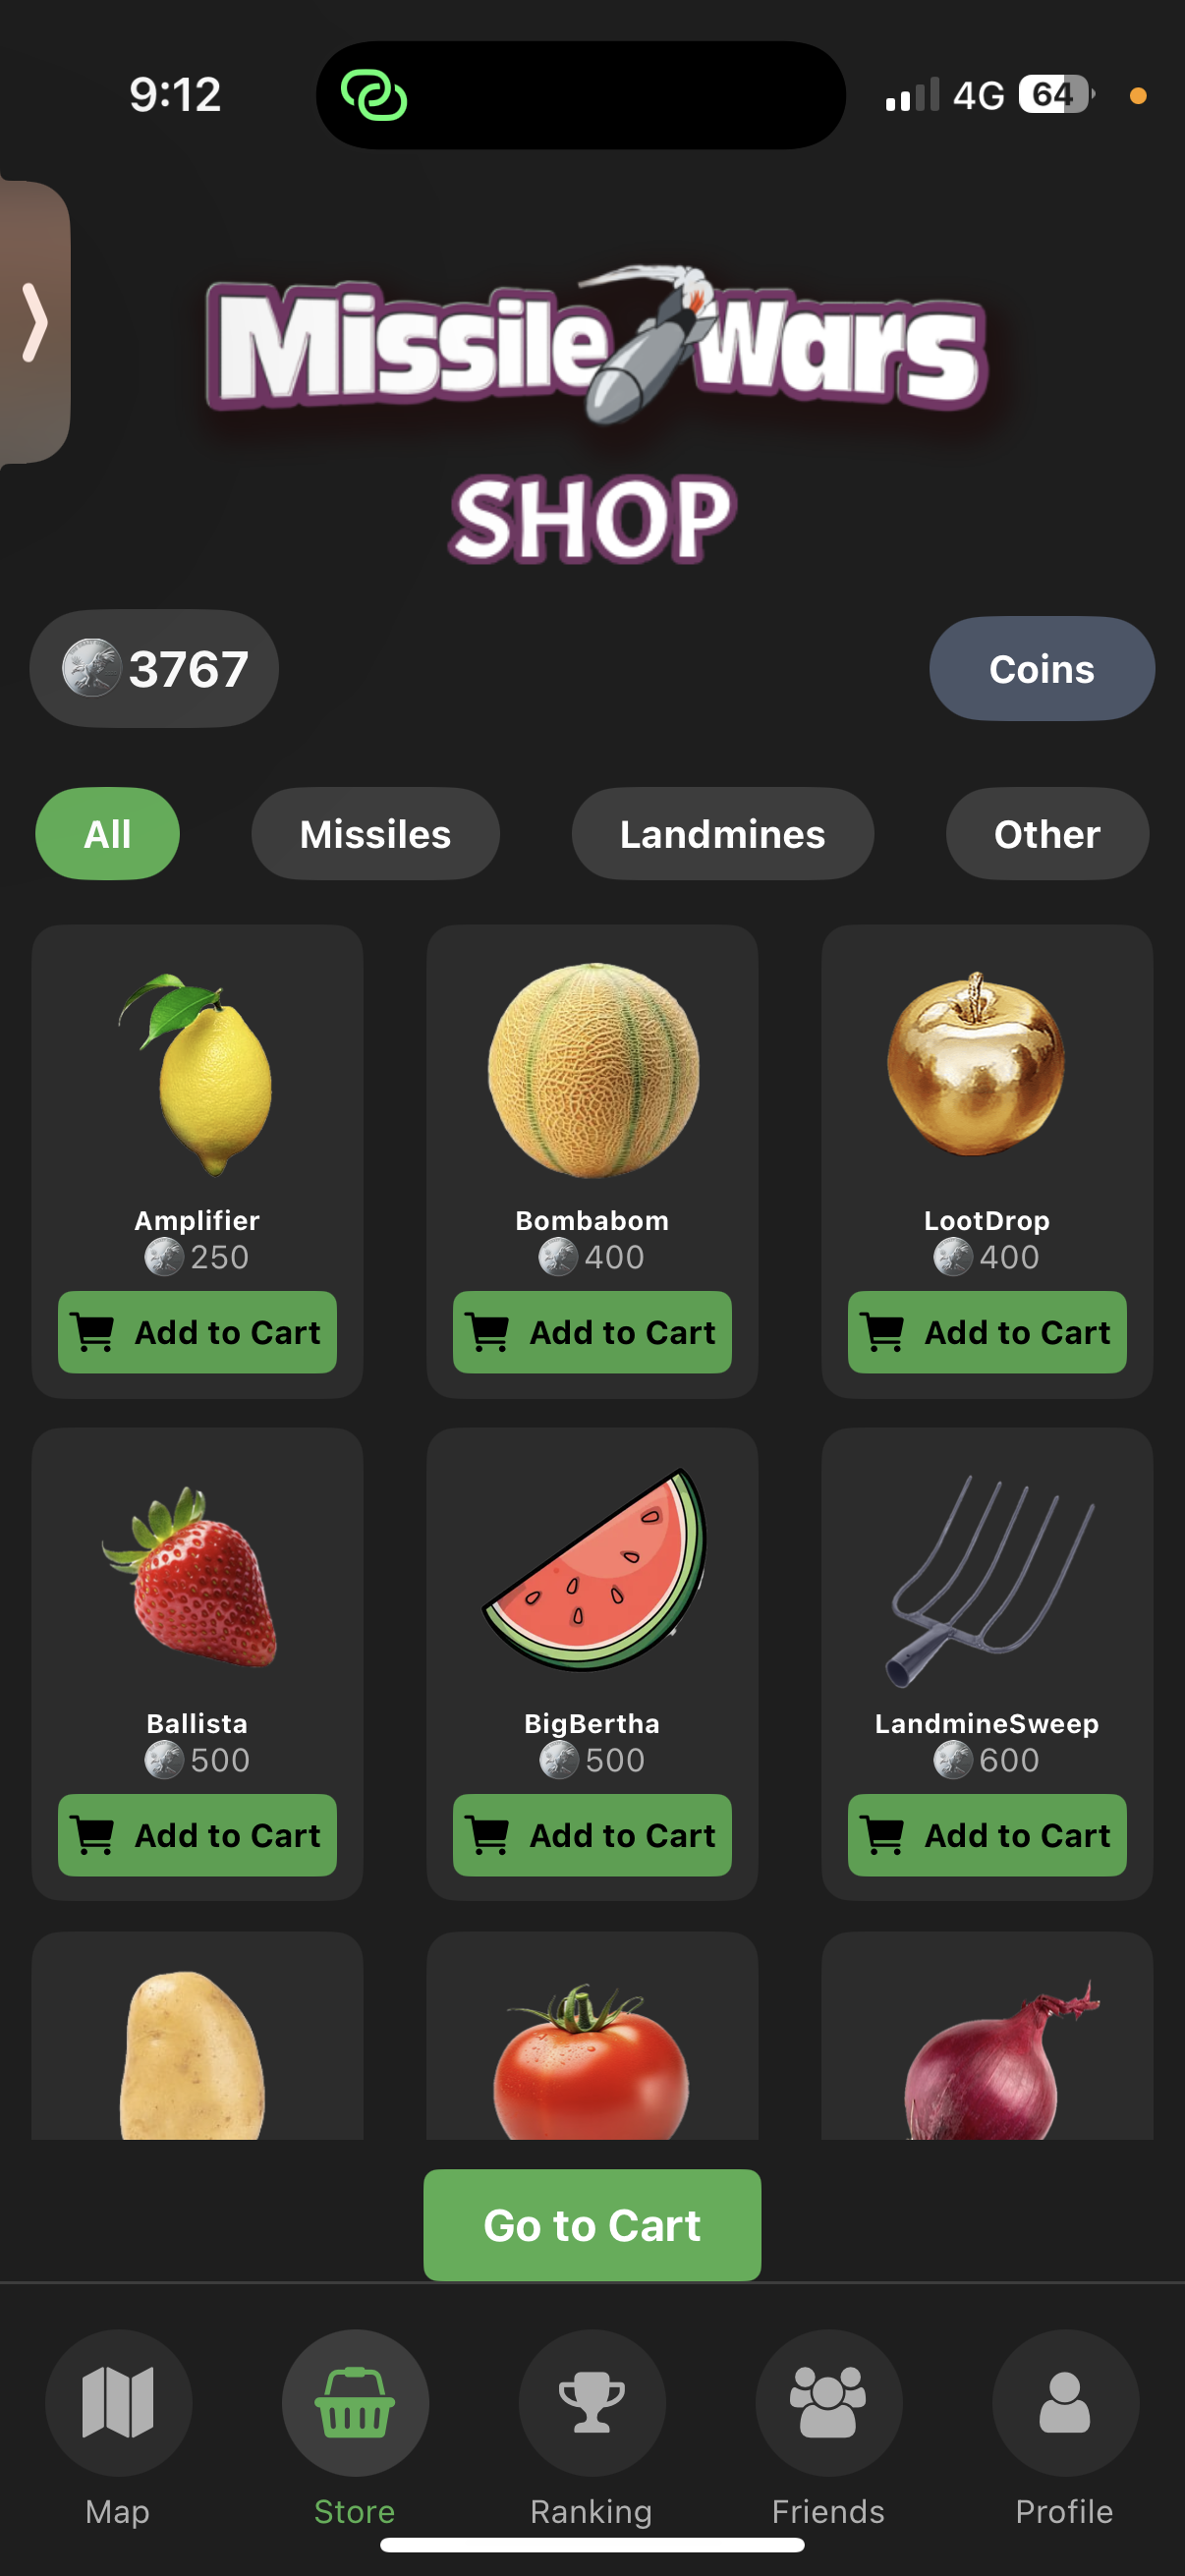 9:12 4G 64
Missile Wars
SHOP
3767 Coins
All Missiles Landmines Other
Amplifier Bombabom LootDrop
250 400 400
Add to Cart Add to Cart Add to Cart
Ballista BigBertha LandmineSweep
500 500 600
Add to Cart Add to Cart Add to Cart
Go to Cart
Map Store Ranking Friends Profile